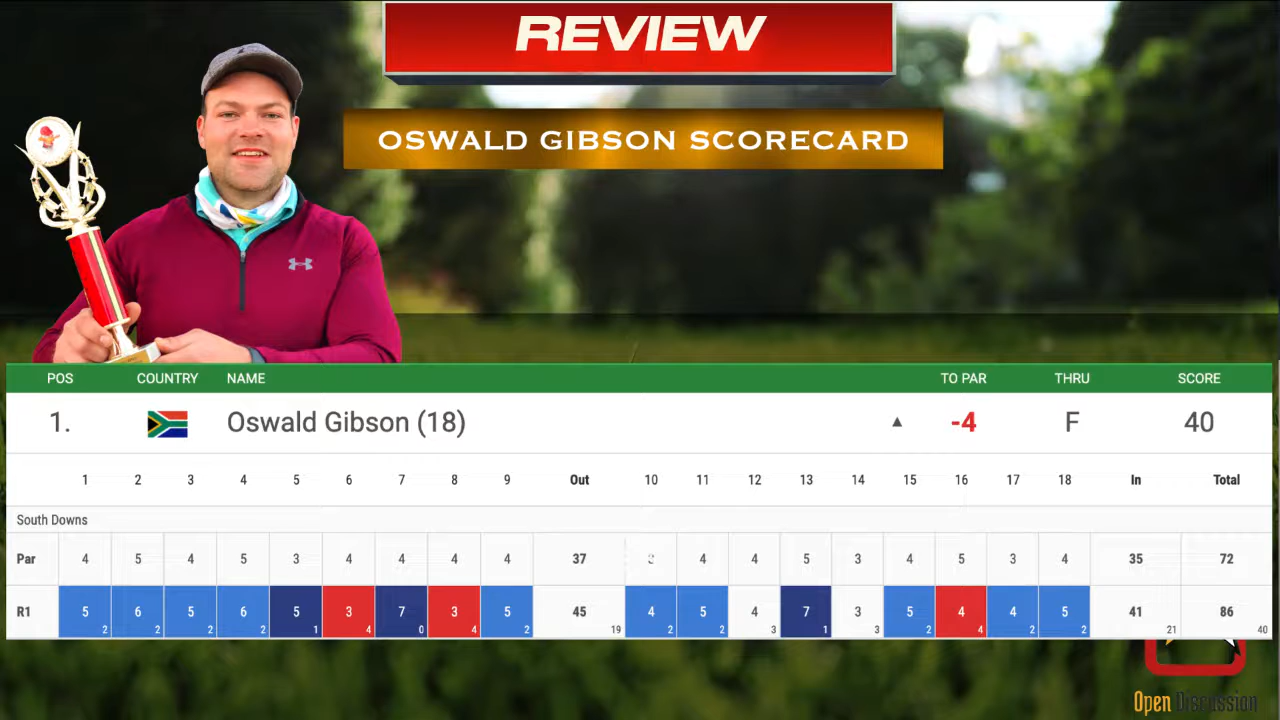 REVIEW
OSWALD GIBSON SCORECARD
POS COUNTRY NAME TO PAR THRU SCORE
1. Oswald Gibson (18) ▲ -4 F 40
1 2 3 4 5 6 7 8 9 Out 10 11 12 13 14 15 16 17 18 In Total
South Downs
Par 4 5 4 5 3 4 4 4 4 37 4 4 5 3 4 5 3 4 35 72
R1 5 6 5 6 5 3 7 3 5 45 4 5 4 7 3 5 4 4 5 41 86
2 2 2 2 1 4 0 4 2 19 2 2 3 1 3 2 4 2 2 21 40
Open Discussion